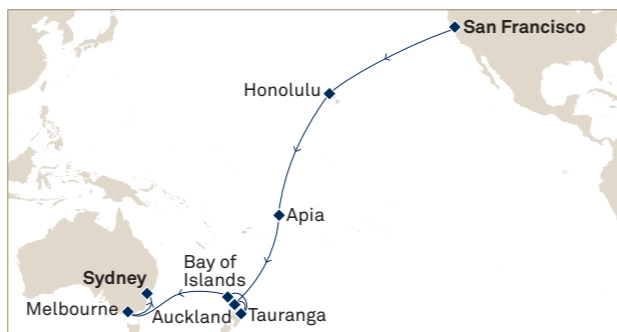 San Francisco
Honolulu
Apia
Bay of
Islands
Sydney
Melbourne
Auckland
Tauranga